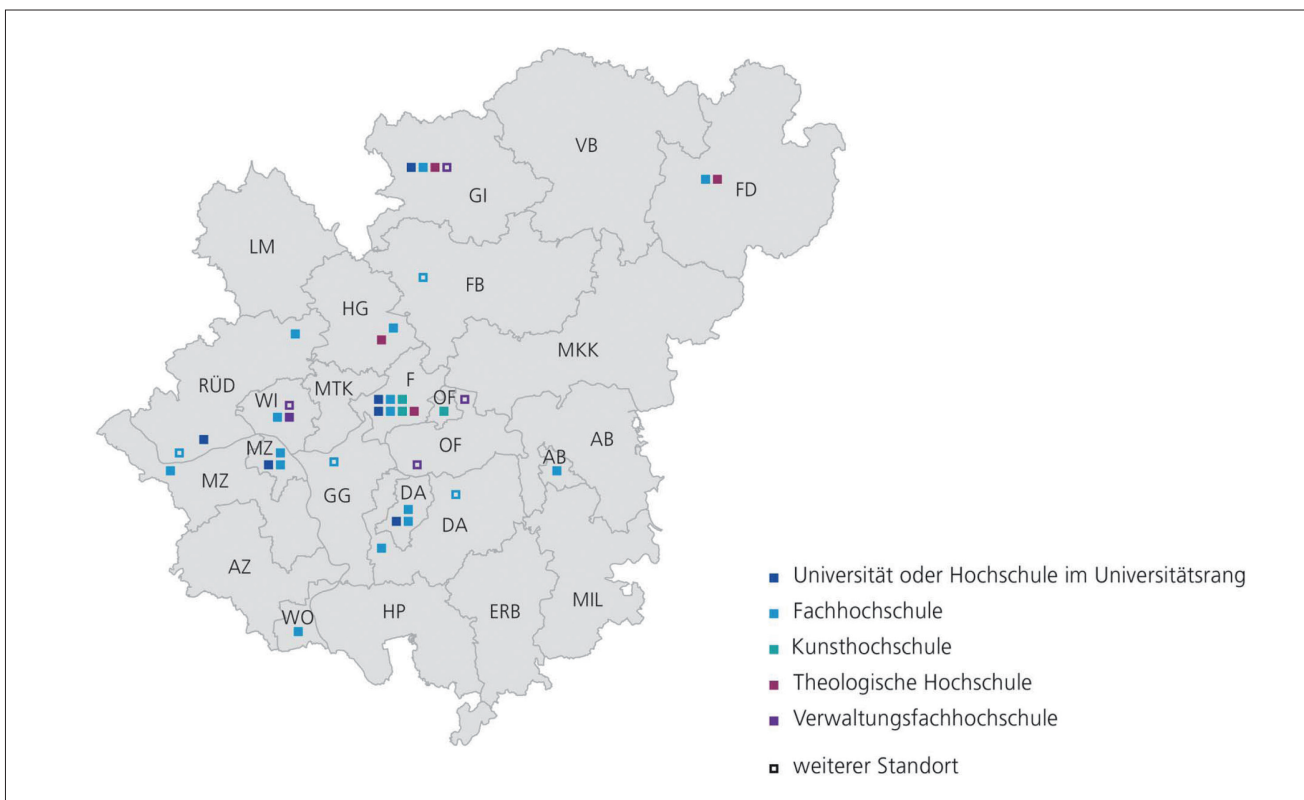 VB
GI
FD
LM
FB
HG
MKK
RÜD
MTK
F
WI
OF
AB
OF
MZ
AB
MZ
GG
DA
DA
AZ
WO
HP
ERB
MIL
Universität oder Hochschule im Universitätsrang
Fachhochschule
Kunsthochschule
Theologische Hochschule
Verwaltungsfachhochschule
weiterer Standort